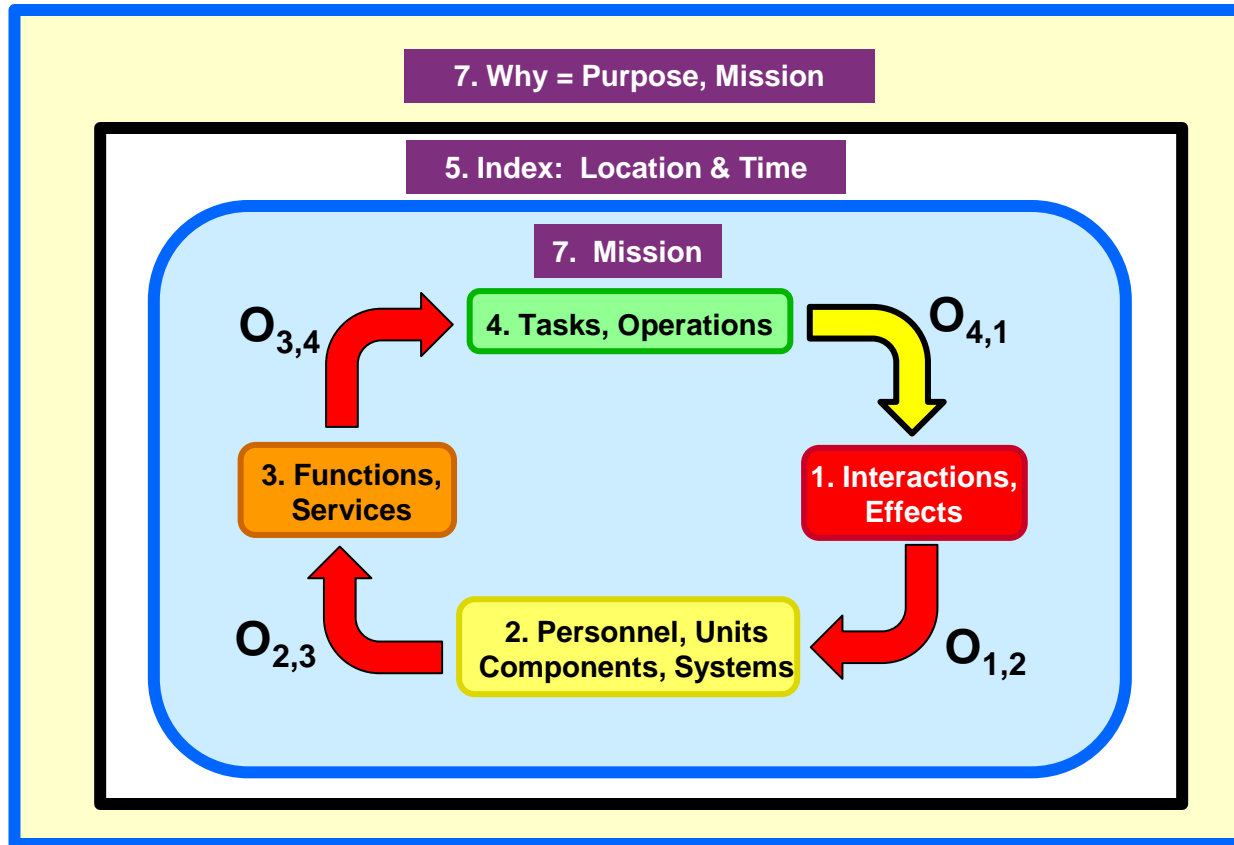 7. Why = Purpose, Mission
5. Index:  Location & Time
7.  Mission
O3,4
4. Tasks, Operations
O4,1
3. Functions,
Services
1. Interactions,
Effects
O2,3
2. Personnel, Units
Components, Systems
O1,2